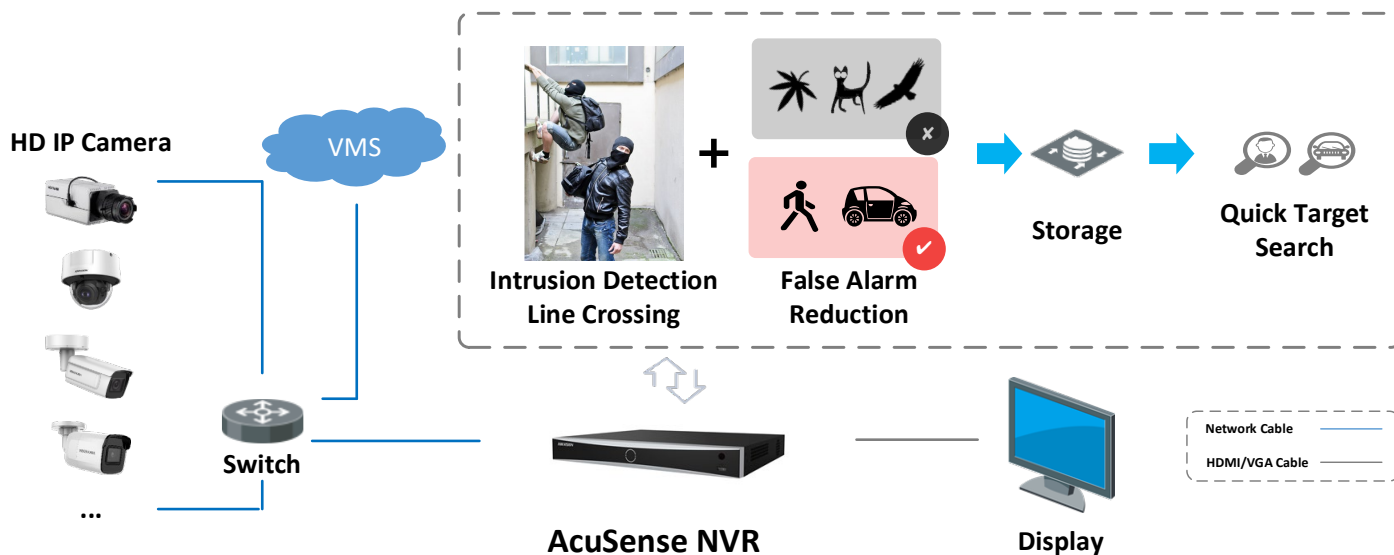 HD IP Camera
VMS
Intrusion Detection
Line Crossing
+
False Alarm
Reduction
Storage
Quick Target
Search
Switch
...
AcuSense NVR
Display
Network Cable
HDMI/VGA Cable
HIKVISION